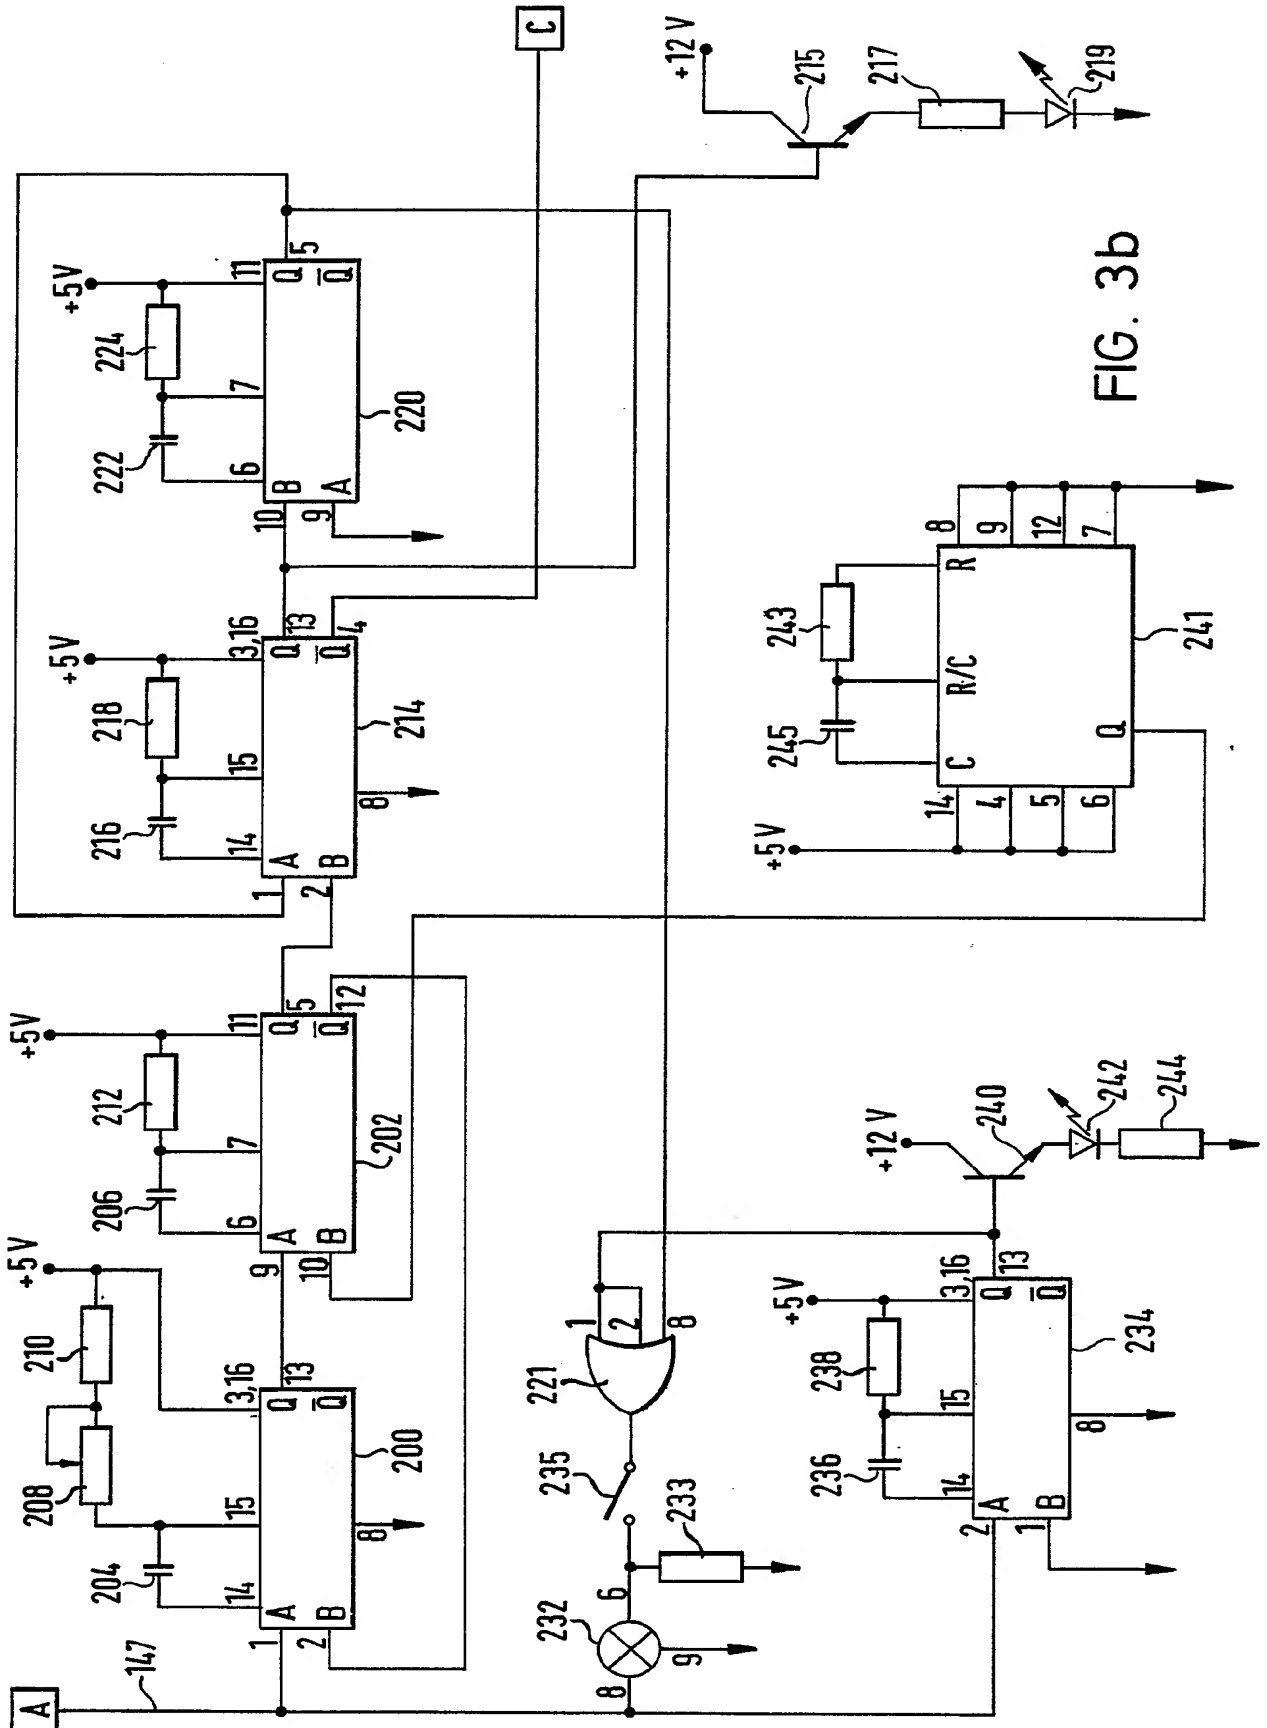 A
147
C
+5V
210
208
204
14
15
3,16
13
1
2
A
B
Q
Q̅
8
200
+5V
212
206
6
7
11
9
10
A
B
Q
Q̅
5
12
202
+5V
218
216
14
15
3,16
13
1
2
A
B
Q
Q̅
4
8
214
+5V
224
222
6
7
11
10
9
B
A
Q
Q̅
5
220
+12 V
215
217
219
221
1
2
8
235
233
232
6
8
9
+5V
238
236
14
15
3,16
13
2
1
A
B
Q
Q̅
8
234
+12 V
240
242
244
+5V
14
4
5
6
245
243
C
R/C
R
Q
8
9
12
7
241
FIG. 3b